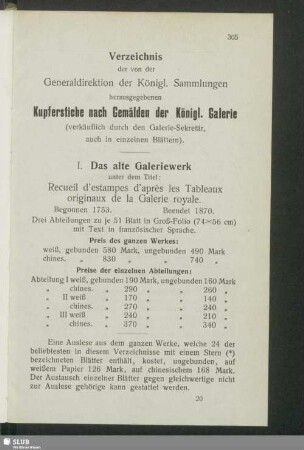 365
Verzeichnis
der von der
Generaldirektion der Königl. Sammlungen
herausgegebenen
Kupferstiche nach Gemälden der Königl. Galerie
(verkäuflich durch den Galerie-Sekretär,
auch in einzelnen Blättern).
I. Das alte Galeriewerk
unter dem Titel:
Recueil d'estampes d'après les Tableaux
originaux de la Galerie royale.
Begonnen 1753. Beendet 1870.
Drei Abteilungen zu je 51 Blatt in Groß-Folio (74×56 cm)
mit Text in französischer Sprache.
Preis des ganzen Werkes:
weiß, gebunden 580 Mark, ungebunden 490 Mark
chines. „ 830 „ „ 740 „
Preise der einzelnen Abteilungen:
Abteilung I weiß, gebunden 190 Mark, ungebunden 160 Mark
„ chines. „ 290 „ „ 260 „
„ II weiß „ 170 „ „ 140 „
„ chines. „ 270 „ „ 240 „
„ III weiß „ 240 „ „ 210 „
„ chines. „ 370 „ „ 340 „
Eine Auslese aus dem ganzen Werke, welche 24 der
beliebtesten in diesem Verzeichnisse mit einem Stern (*)
bezeichneten Blätter enthält, kostet, ungebunden, auf
weißem Papier 126 Mark, auf chinesischem 168 Mark.
Der Austausch einzelner Blätter gegen gleichwertige nicht
zur Auslese gehörige kann gestattet werden.
20
SLUB